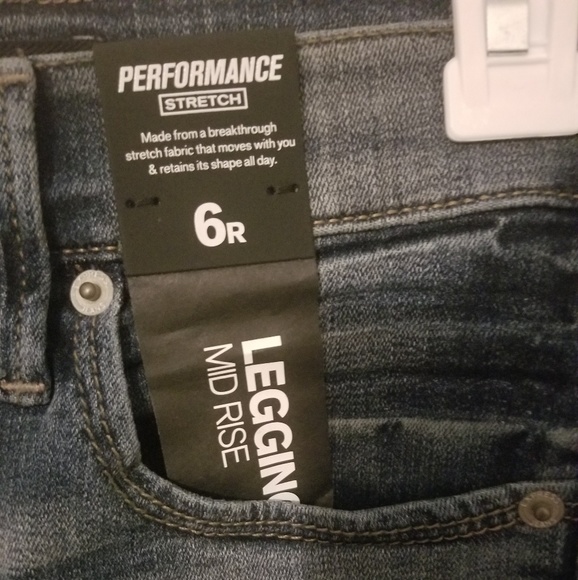 PERFORMANCE
STRETCH
Made from a breakthrough
stretch fabric that moves with you
& retains its shape all day.
6R
LEGGING
MID RISE